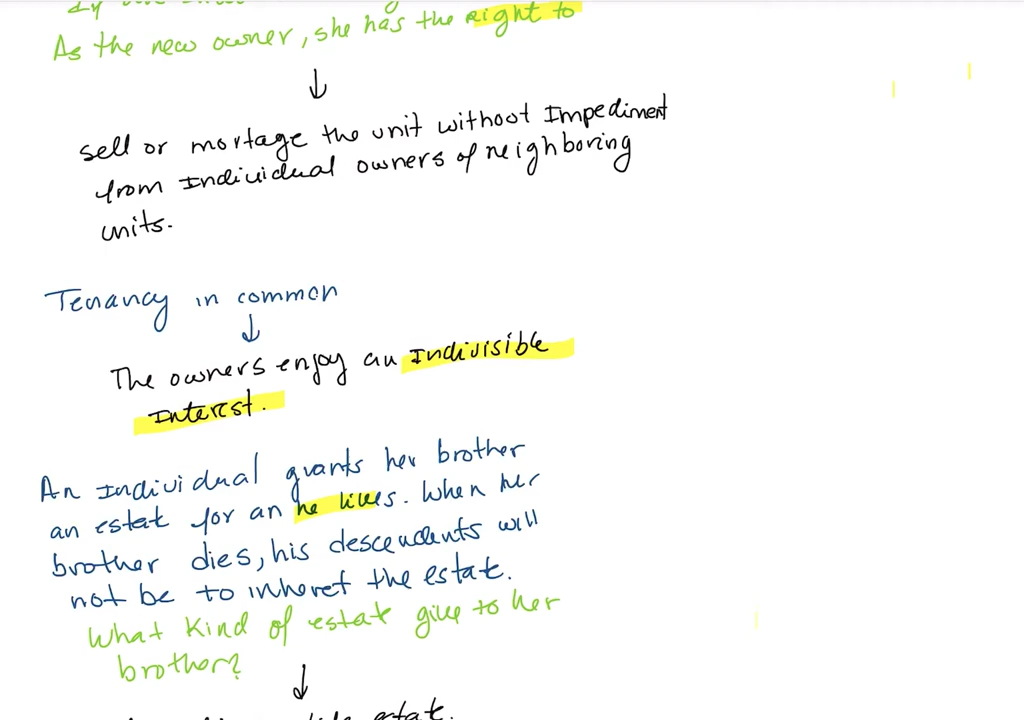 As the new owner, she has the right to
↓
sell or mortage the unit without Impediment
from Individual owners of neighboring
units.
Tenancy in common
↓
The owners enjoy an Indivisible
Interest.
An Individual grants her brother
an estat for an he lives. When her
brother dies, his descendents will
not be to inheret the estate.
What kind of estate give to her
brother?
↓
estate.